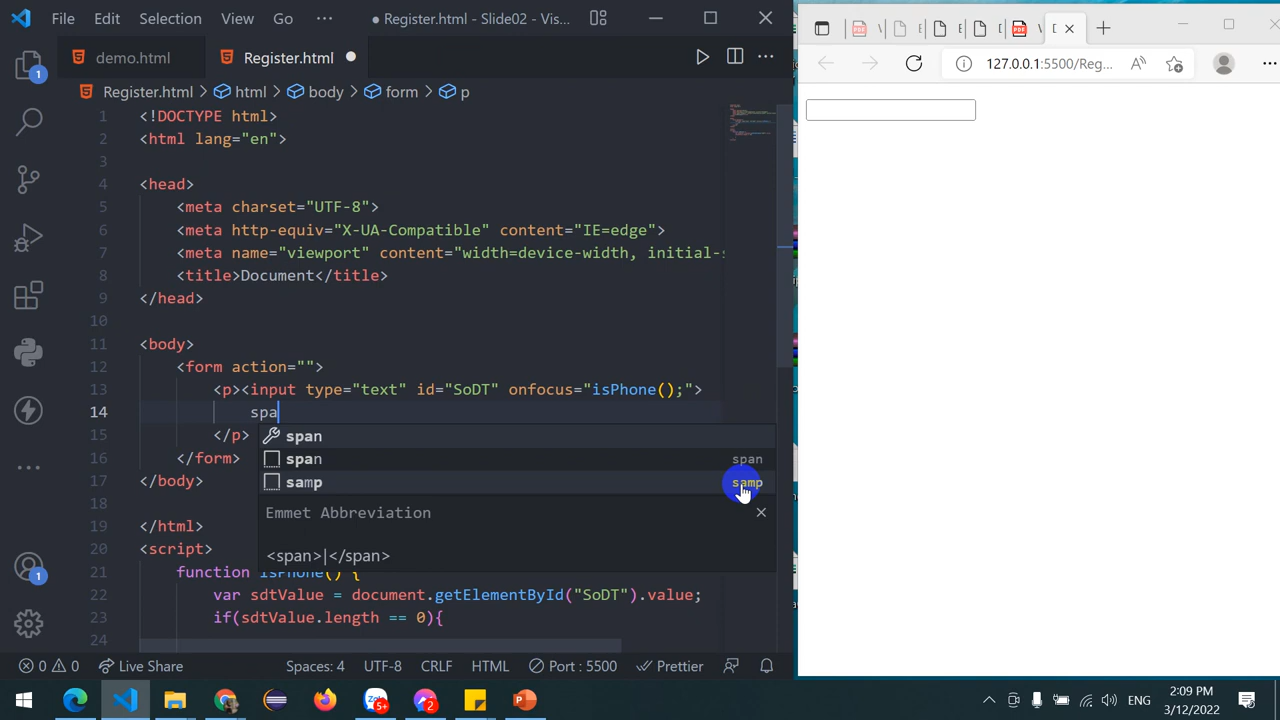 File Edit Selection View Go ··· ● Register.html - Slide02 - Vis...
demo.html Register.html
Register.html > html > body > form > p
1 <!DOCTYPE html>
2 <html lang="en">
3
4 <head>
5 <meta charset="UTF-8">
6 <meta http-equiv="X-UA-Compatible" content="IE=edge">
7 <meta name="viewport" content="width=device-width, initial-s
8 <title>Document</title>
9 </head>
10
11 <body>
12 <form action="">
13 <p><input type="text" id="SoDT" onfocus="isPhone();">
14 spa
15 </p>
16 </form>
17 </body>
18
19 </html>
20 <script>
21 function isPhone() {
22 var sdtValue = document.getElementById("SoDT").value;
23 if(sdtValue.length == 0){
24
span
span span
samp samp
Emmet Abbreviation
<span>|</span>
1
1
0 0 Live Share Spaces: 4 UTF-8 CRLF HTML Port : 5500 Prettier
127.0.0.1:5500/Reg...
5+
2
ENG
2:09 PM
3/12/2022